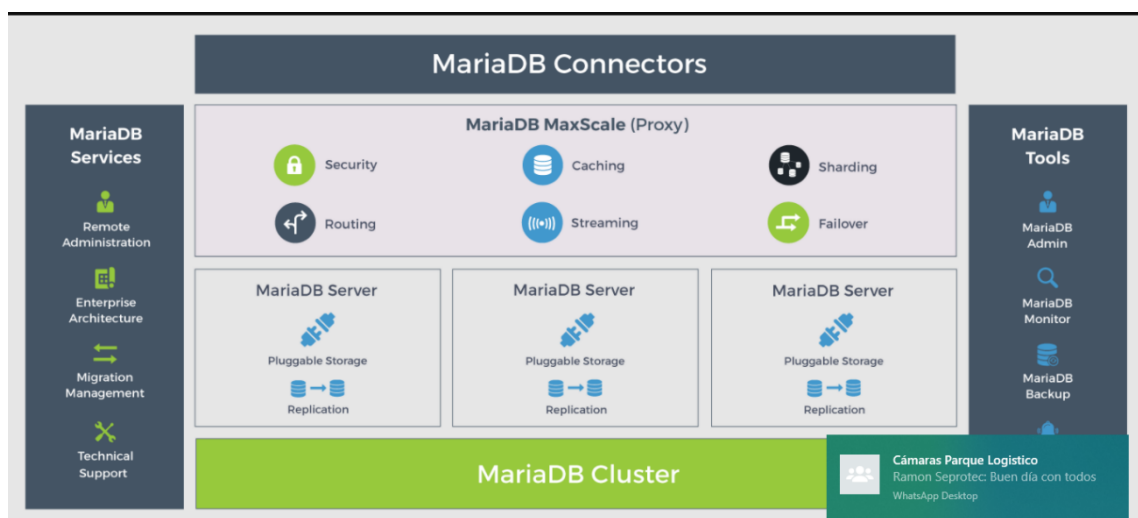 MariaDB Connectors
MariaDB
Services
Remote
Administration
Enterprise
Architecture
Migration
Management
Technical
Support
MariaDB MaxScale (Proxy)
Security
Caching
Sharding
Routing
Streaming
Failover
MariaDB Server
Pluggable Storage
Replication
MariaDB Server
Pluggable Storage
Replication
MariaDB Server
Pluggable Storage
Replication
MariaDB Cluster
MariaDB
Tools
MariaDB
Admin
MariaDB
Monitor
MariaDB
Backup
Cámaras Parque Logistico
Ramon Seprotec: Buen día con todos
WhatsApp Desktop